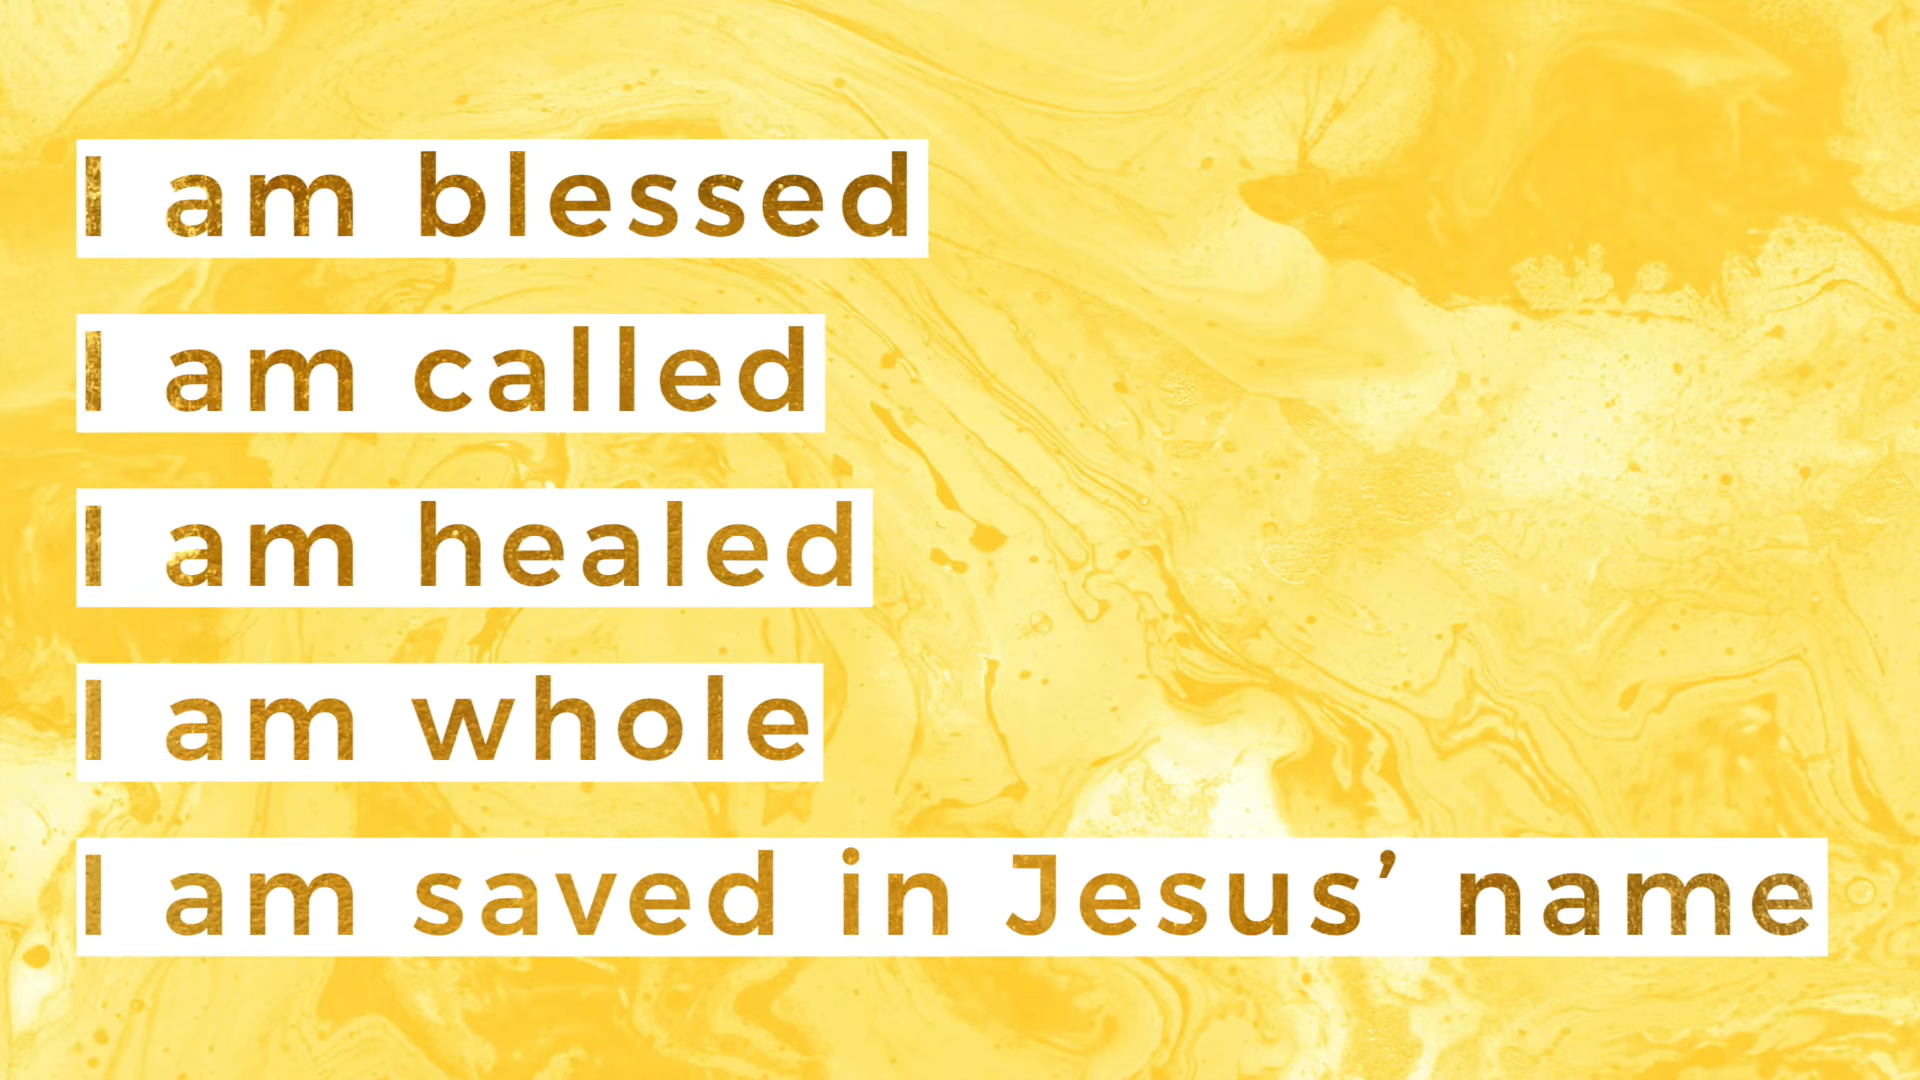 I am blessed
I am called
I am healed
I am whole
I am saved in Jesus’ name